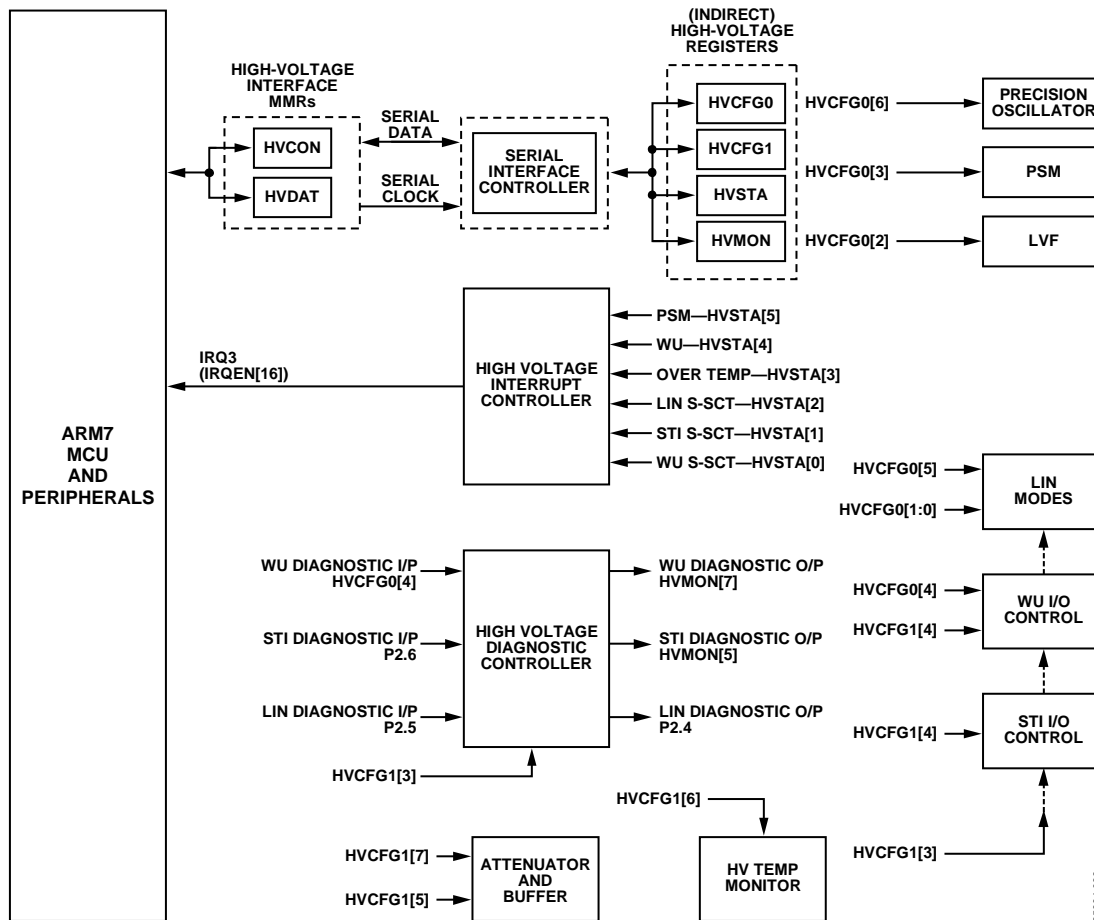 (INDIRECT)
HIGH-VOLTAGE
REGISTERS
HIGH-VOLTAGE
INTERFACE
MMRs
HVCON
HVDAT
SERIAL
DATA
SERIAL
CLOCK
SERIAL
INTERFACE
CONTROLLER
HVCFG0
HVCFG1
HVSTA
HVMON
HVCFG0[6]
PRECISION
OSCILLATOR
HVCFG0[3]
PSM
HVCFG0[2]
LVF
ARM7
MCU
AND
PERIPHERALS
IRQ3
(IRQEN[16])
HIGH VOLTAGE
INTERRUPT
CONTROLLER
PSM—HVSTA[5]
WU—HVSTA[4]
OVER TEMP—HVSTA[3]
LIN S-SCT—HVSTA[2]
STI S-SCT—HVSTA[1]
WU S-SCT—HVSTA[0]
HVCFG0[5]
HVCFG0[1:0]
LIN
MODES
WU DIAGNOSTIC I/P
HVCFG0[4]
STI DIAGNOSTIC I/P
P2.6
LIN DIAGNOSTIC I/P
P2.5
HVCFG1[3]
HIGH VOLTAGE
DIAGNOSTIC
CONTROLLER
WU DIAGNOSTIC O/P
HVMON[7]
STI DIAGNOSTIC O/P
HVMON[5]
LIN DIAGNOSTIC O/P
P2.4
HVCFG0[4]
HVCFG1[4]
WU I/O
CONTROL
HVCFG1[4]
STI I/O
CONTROL
HVCFG1[3]
HVCFG1[7]
HVCFG1[5]
ATTENUATOR
AND
BUFFER
HVCFG1[6]
HV TEMP
MONITOR